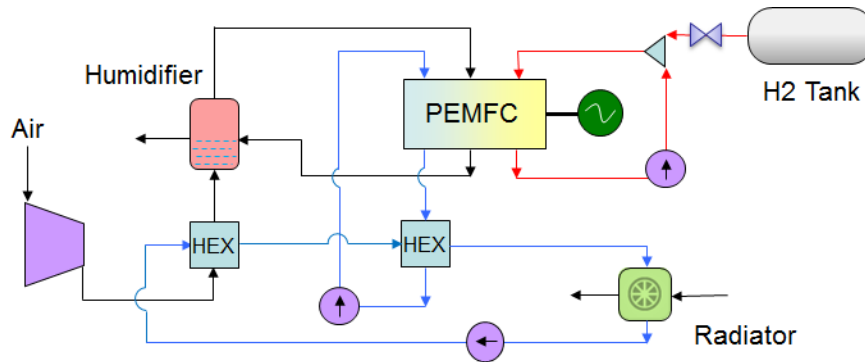 Humidifier
PEMFC
H2 Tank
Air
HEX
HEX
Radiator